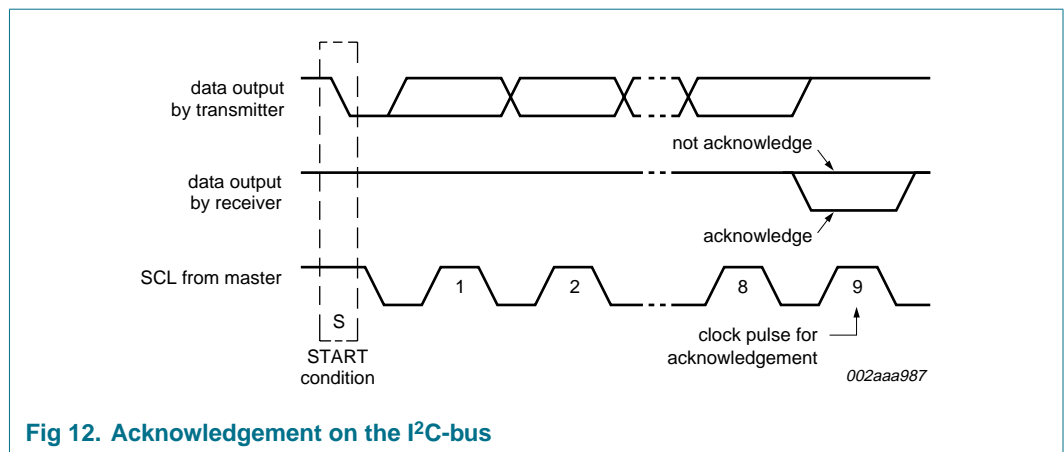 data output
by transmitter
not acknowledge
data output
by receiver
acknowledge
SCL from master
1
2
8
9
S
START
condition
clock pulse for
acknowledgement
002aaa987
Fig 12. Acknowledgement on the I²C-bus